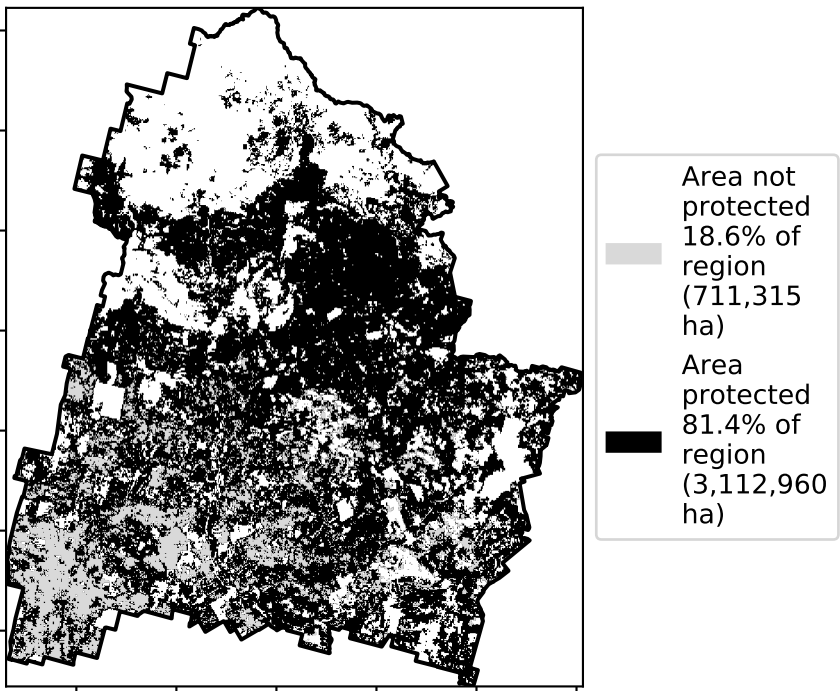 Area not
protected
18.6% of
region
(711,315
ha)
Area
protected
81.4% of
region
(3,112,960
ha)